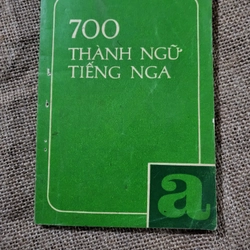 700
THÀNH NGỮ
TIẾNG NGA
a